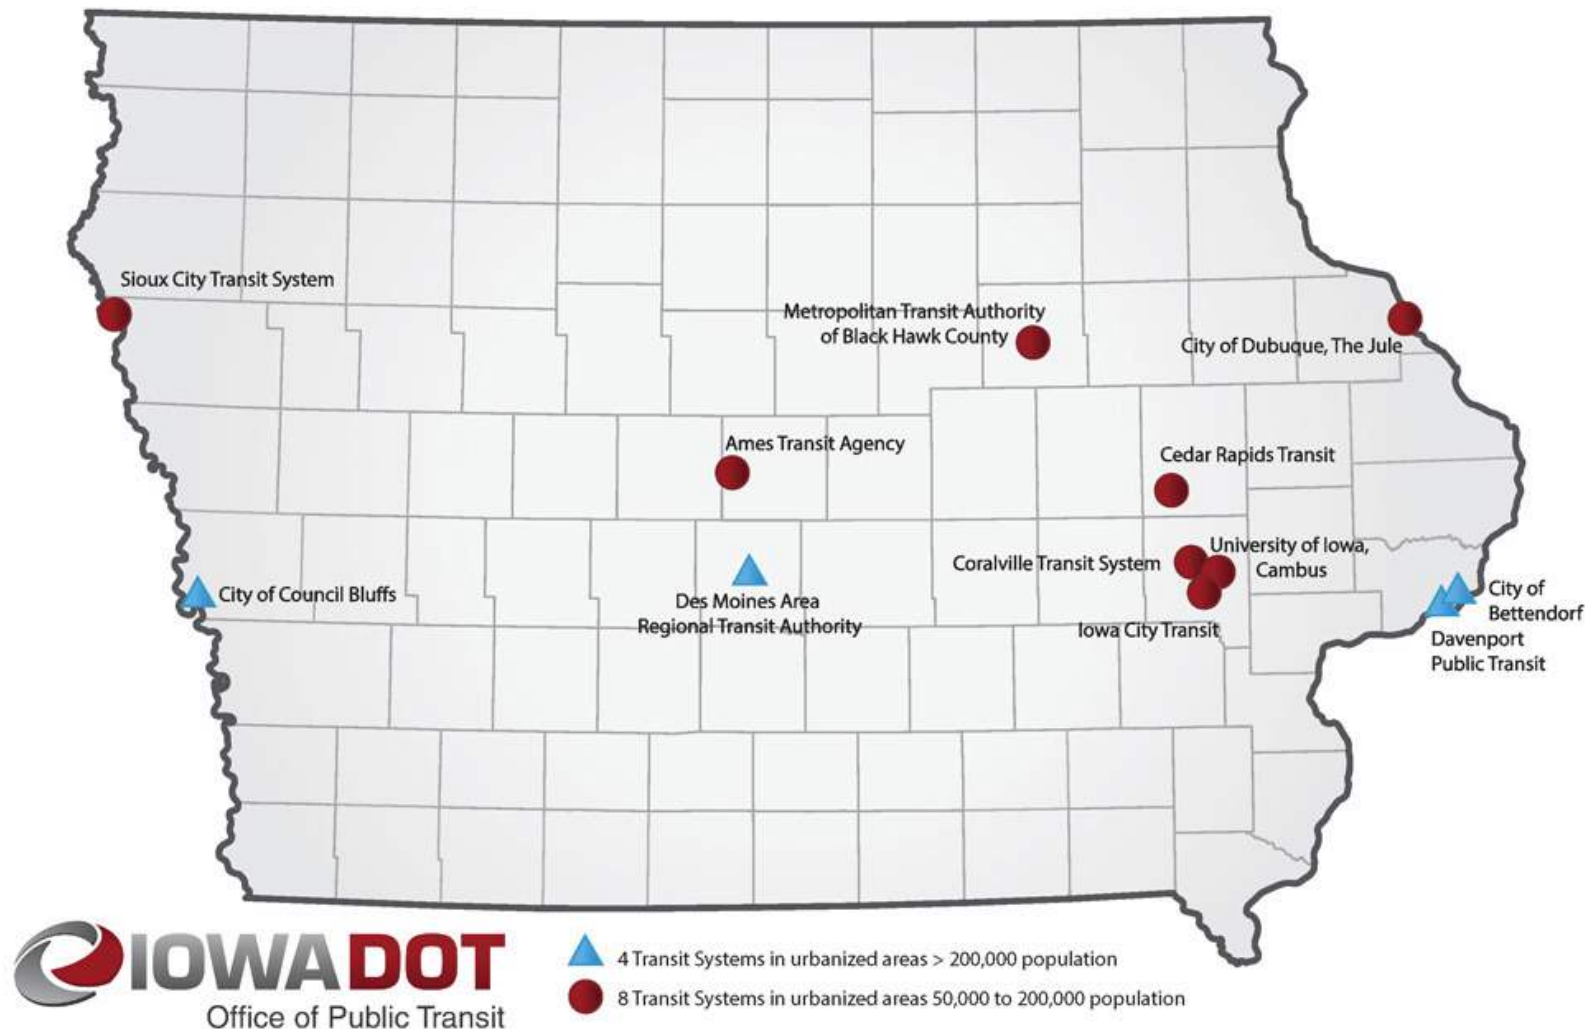 Sioux City Transit System
Metropolitan Transit Authority
of Black Hawk County
City of Dubuque, The Jule
Ames Transit Agency
Cedar Rapids Transit
University of Iowa,
Cambus
Coralville Transit System
City of Council Bluffs
City of
Bettendorf
Des Moines Area
Regional Transit Authority
Iowa City Transit
Davenport
Public Transit
IOWADOT
Office of Public Transit
4 Transit Systems in urbanized areas > 200,000 population
8 Transit Systems in urbanized areas 50,000 to 200,000 population